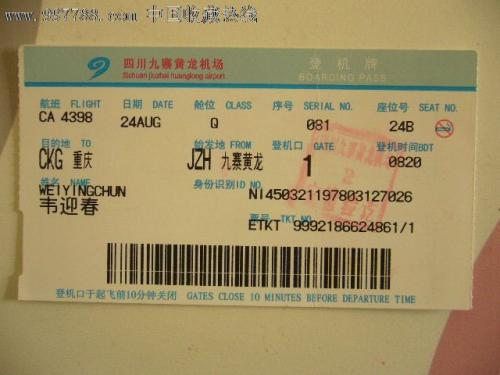 www.997788.com 中国收藏热线
四川九寨黄龙机场
Sichuan jiuzhai huanglong airport
登机牌
BOARDING PASS
航班 FLIGHT 日期 DATE 舱位 CLASS 序号 SERIAL NO. 座位号 SEAT NO.
CA 4398 24AUG Q 081 24B
目的地 TO 始发地 FROM 登机口 GATE 登机时间BDT
CKG 重庆 JZH 九寨黄龙 1 0820
姓名 身份识别ID NO. NI450321197803127026
WEIYINGCHUN
韦迎春
票号 TKT NO.
ETKT 9992186624861/1
登机口于起飞前10分钟关闭 GATES CLOSE 10 MINUTES BEFORE DEPARTURE TIME